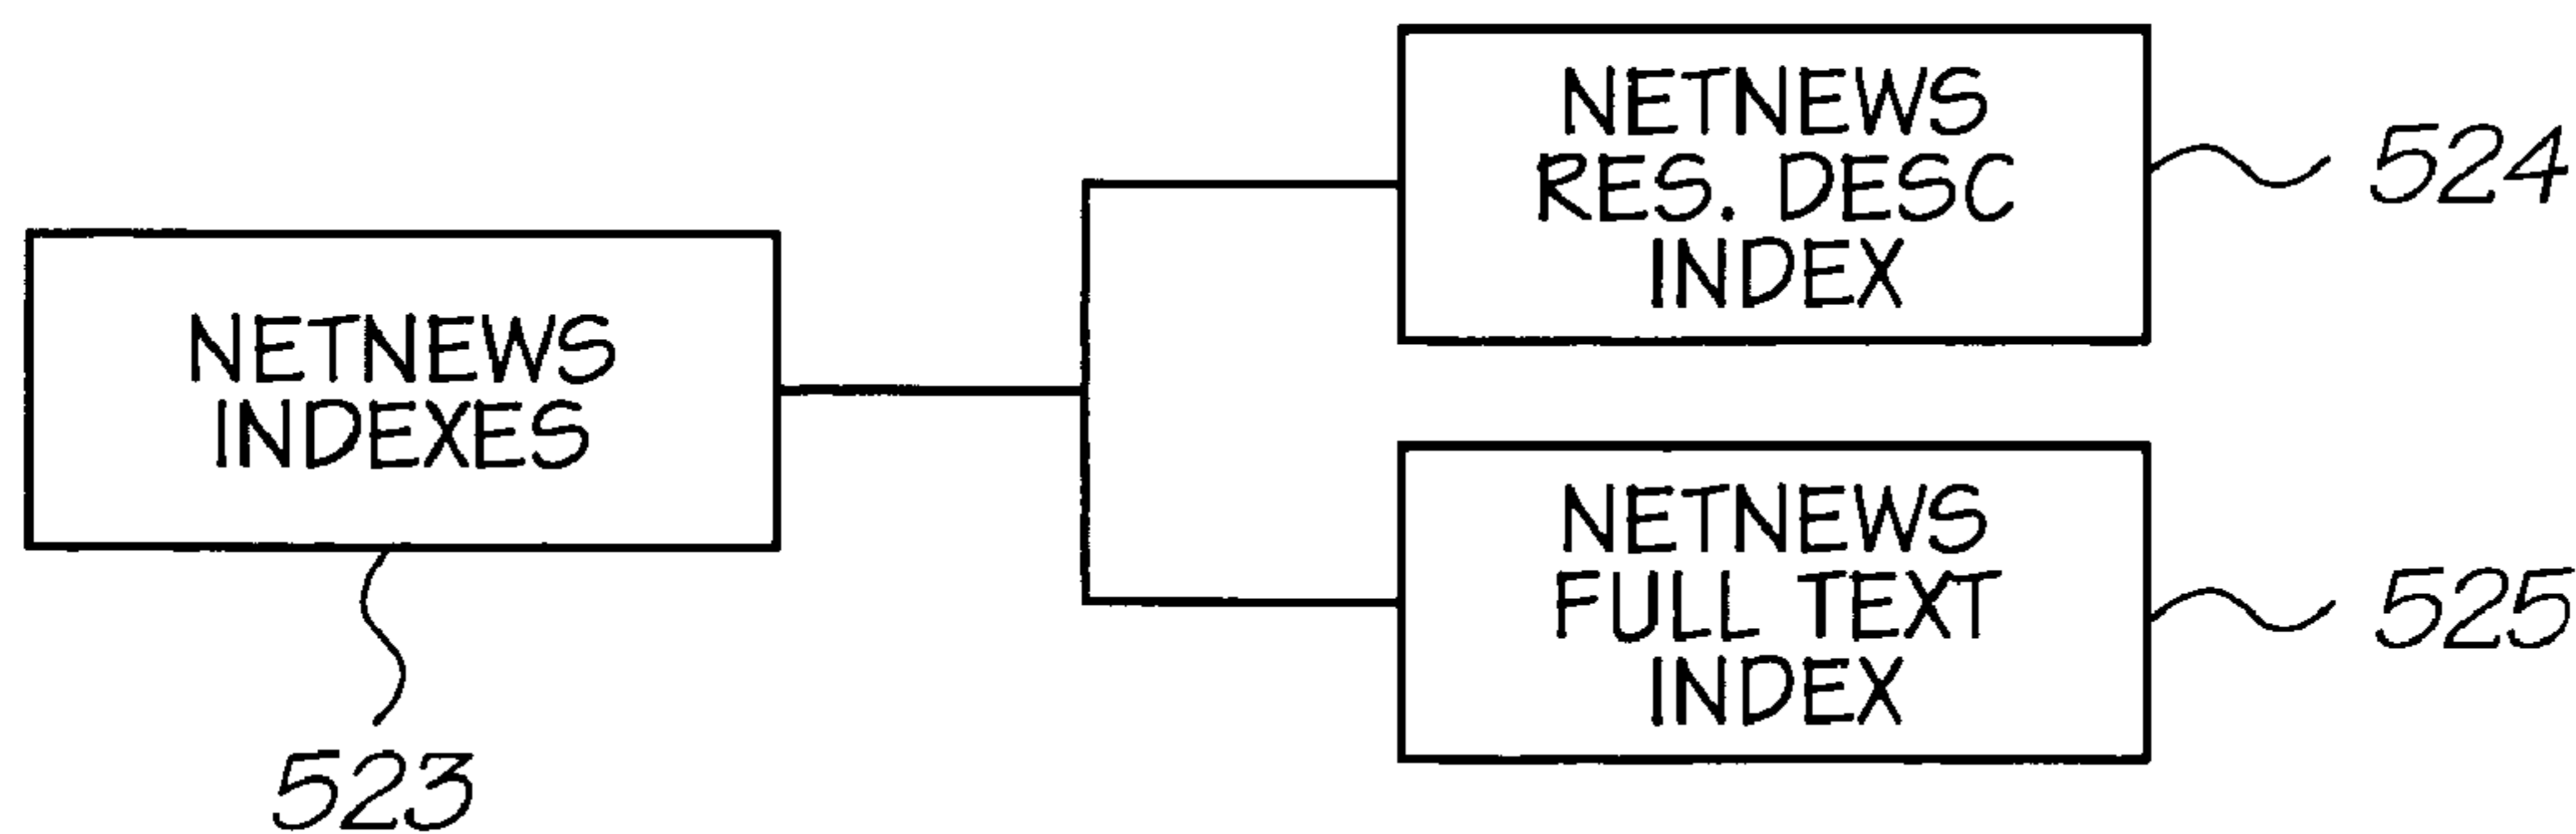 NETNEWS
INDEXES
523
NETNEWS
RES. DESC
INDEX
524
NETNEWS
FULL TEXT
INDEX
525